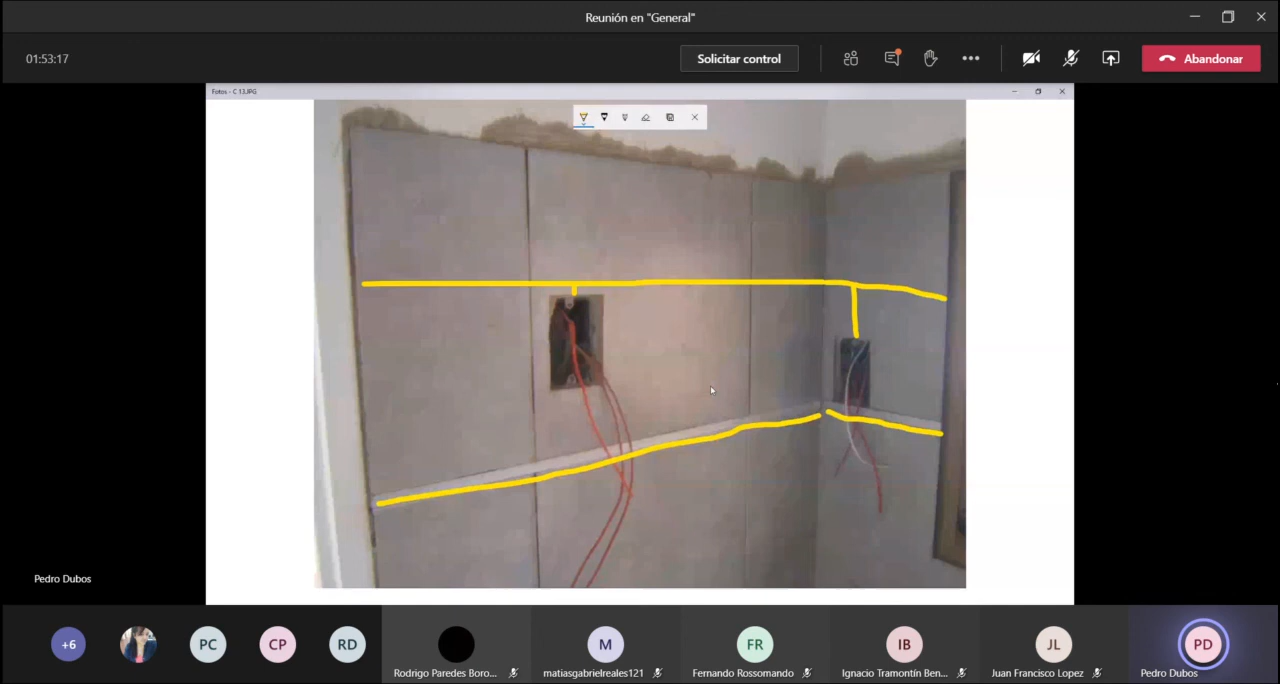 Reunión en "General"
01:53:17
Solicitar control
Abandonar
Fotos - C 13.JPG
Pedro Dubos
+6
PC
CP
RD
M
FR
IB
JL
PD
Rodrigo Paredes Boro...
matiasgabrielreales121
Fernando Rossomando
Ignacio Tramontín Ben...
Juan Francisco Lopez
Pedro Dubos